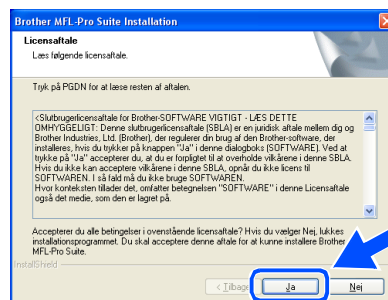 Brother MFL-Pro Suite Installation
Licensaftale
Læs følgende licensaftale.
Tryk på PGDN for at læse resten af aftalen.
<Slutbrugerlicensaftale for Brother-SOFTWARE VIGTIGT - LÆS DETTE
OMHYGGELIGT: Denne slutbrugerlicensaftale (SBLA) er en juridisk aftale mellem dig og
Brother Industries, Ltd. (Brother), der regulerer din brug af den Brother-software, der
installeres, hvis du trykker på knappen "Ja" i denne dialogboks (SOFTWARE). Ved at
trykke på "Ja" accepterer du, at du er forpligtet til at overholde vilkårene i denne SBLA.
Hvis du ikke kan acceptere vilkårene i denne SBLA, opnår du ikke licens til
SOFTWAREN. I så fald må du ikke bruge SOFTWAREN.
Hvor konteksten tillader det, omfatter betegnelsen "SOFTWARE" i denne Licensaftale
også det medie, som den er lagret på.
Accepterer du alle betingelser i ovenstående licensaftale? Hvis du vælger Nej, lukkes
installationsprogrammet. Du skal acceptere denne aftale for at kunne installere Brother
MFL-Pro Suite.
InstallShield
< Tilbage Ja Nej